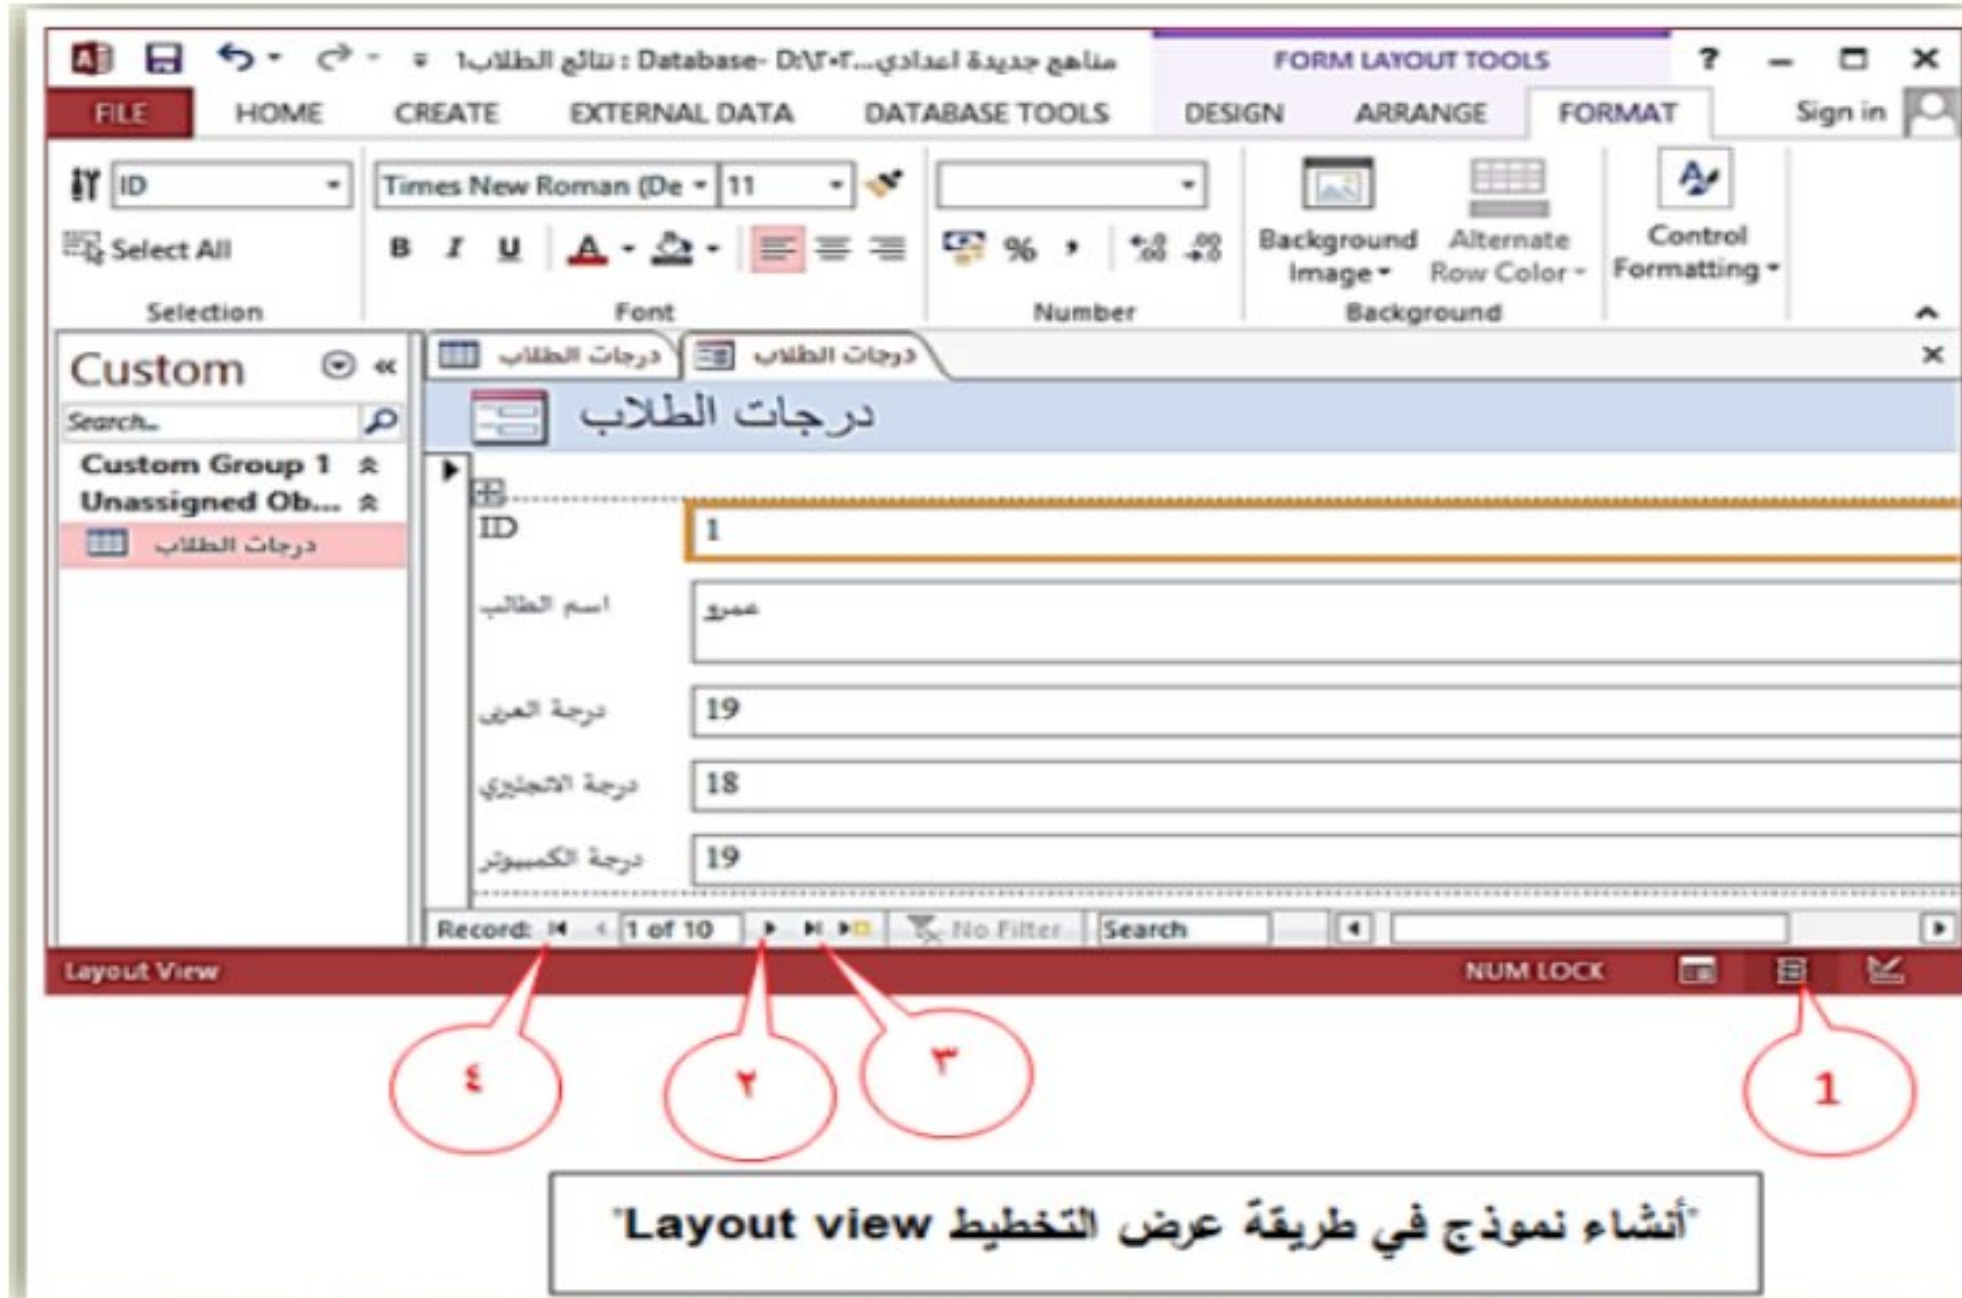 نتائج الطلاب1 : Database- D:\٢٠٢...مناهج جديدة اعدادي
FORM LAYOUT TOOLS
?
FILE HOME CREATE EXTERNAL DATA DATABASE TOOLS DESIGN ARRANGE FORMAT Sign in
ID
Times New Roman (De 11
Select All
B I U A % , Background Image Alternate Row Color Control Formatting
Selection Font Number Background
Custom «
درجات الطلاب درجات الطلاب
Search..
درجات الطلاب
Custom Group 1
Unassigned Ob...
درجات الطلاب
ID 1
اسم الطالب عمرو
درجة العربى 19
درجة الانجليزي 18
درجة الكمبيوتر 19
Record: 1 of 10 No Filter Search
Layout View NUM LOCK
٤ ٢ ٣ 1
"أنشاء نموذج في طريقة عرض التخطيط Layout view"